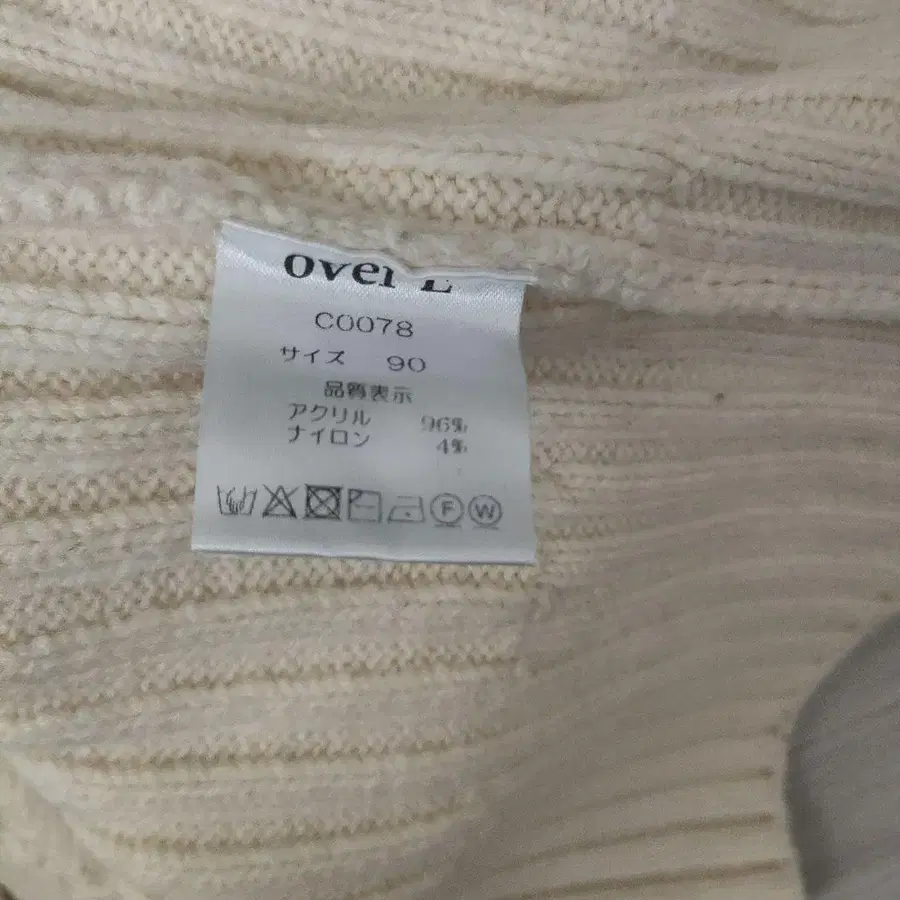 over L
C0078
サイズ 90
品質表示
アクリル 96%
ナイロン 4%
F W